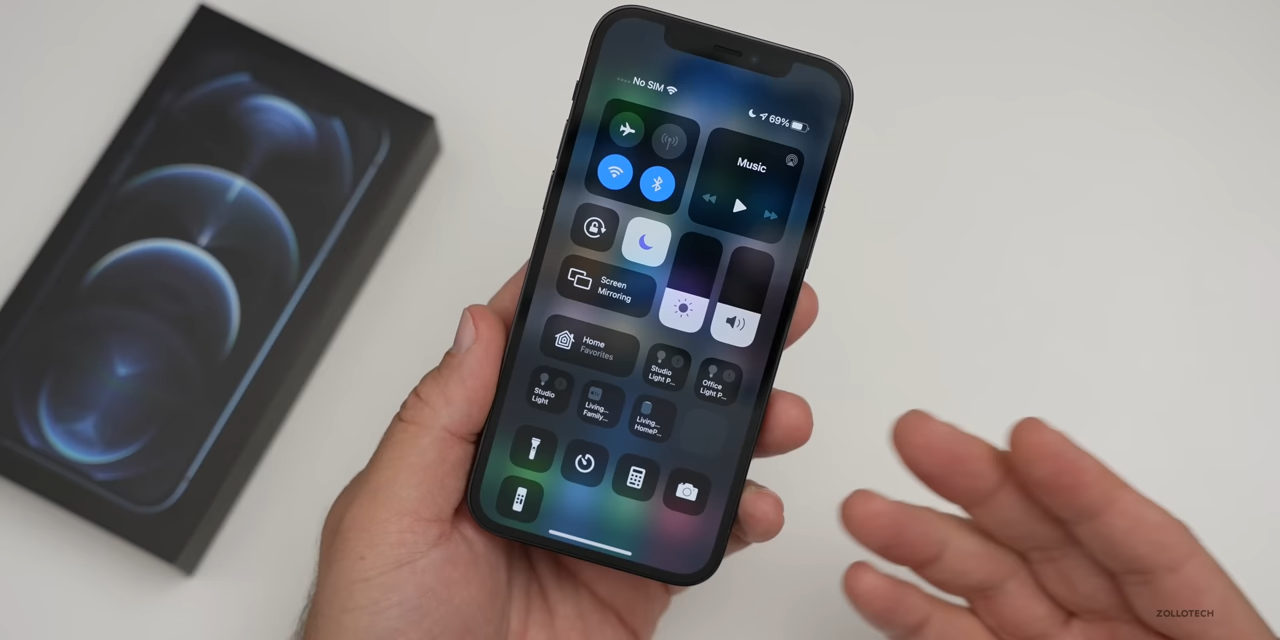 No SIM
69%
Music
Screen
Mirroring
Home
Favorites
Studio
Light P...
Office
Light P...
Studio
Light
Living...
Family...
Living...
HomeP...
ZOLLOTECH